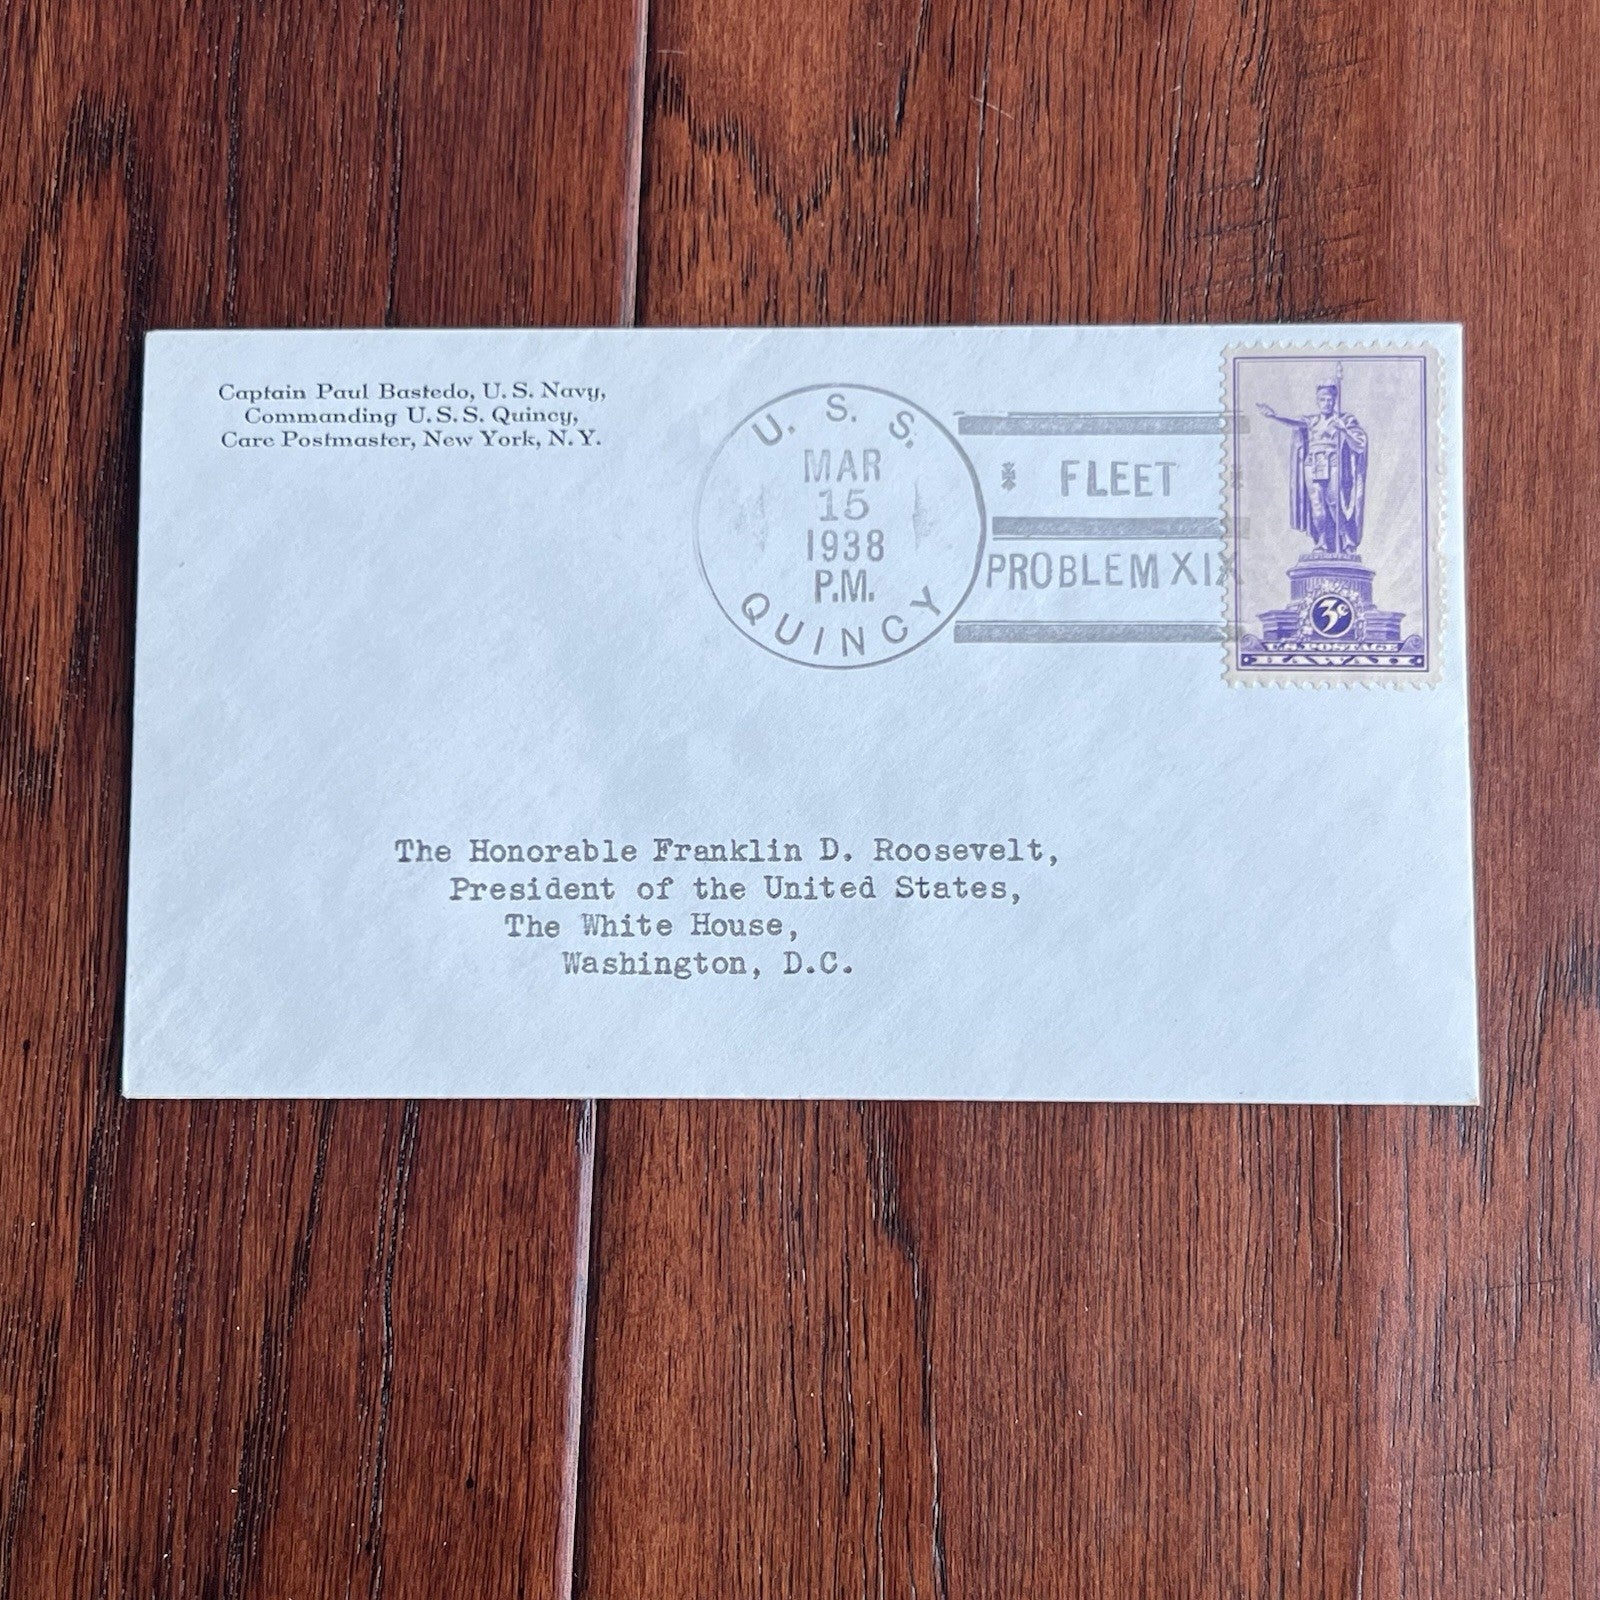 Captain Paul Bastedo, U. S. Navy,
Commanding U. S. S. Quincy,
Care Postmaster, New York, N. Y.
U. S. S.
MAR
15
1938
P.M.
QUINCY
FLEET
PROBLEM XIX
3¢
U.S. POSTAGE
HAWAII
The Honorable Franklin D. Roosevelt,
President of the United States,
The White House,
Washington, D.C.